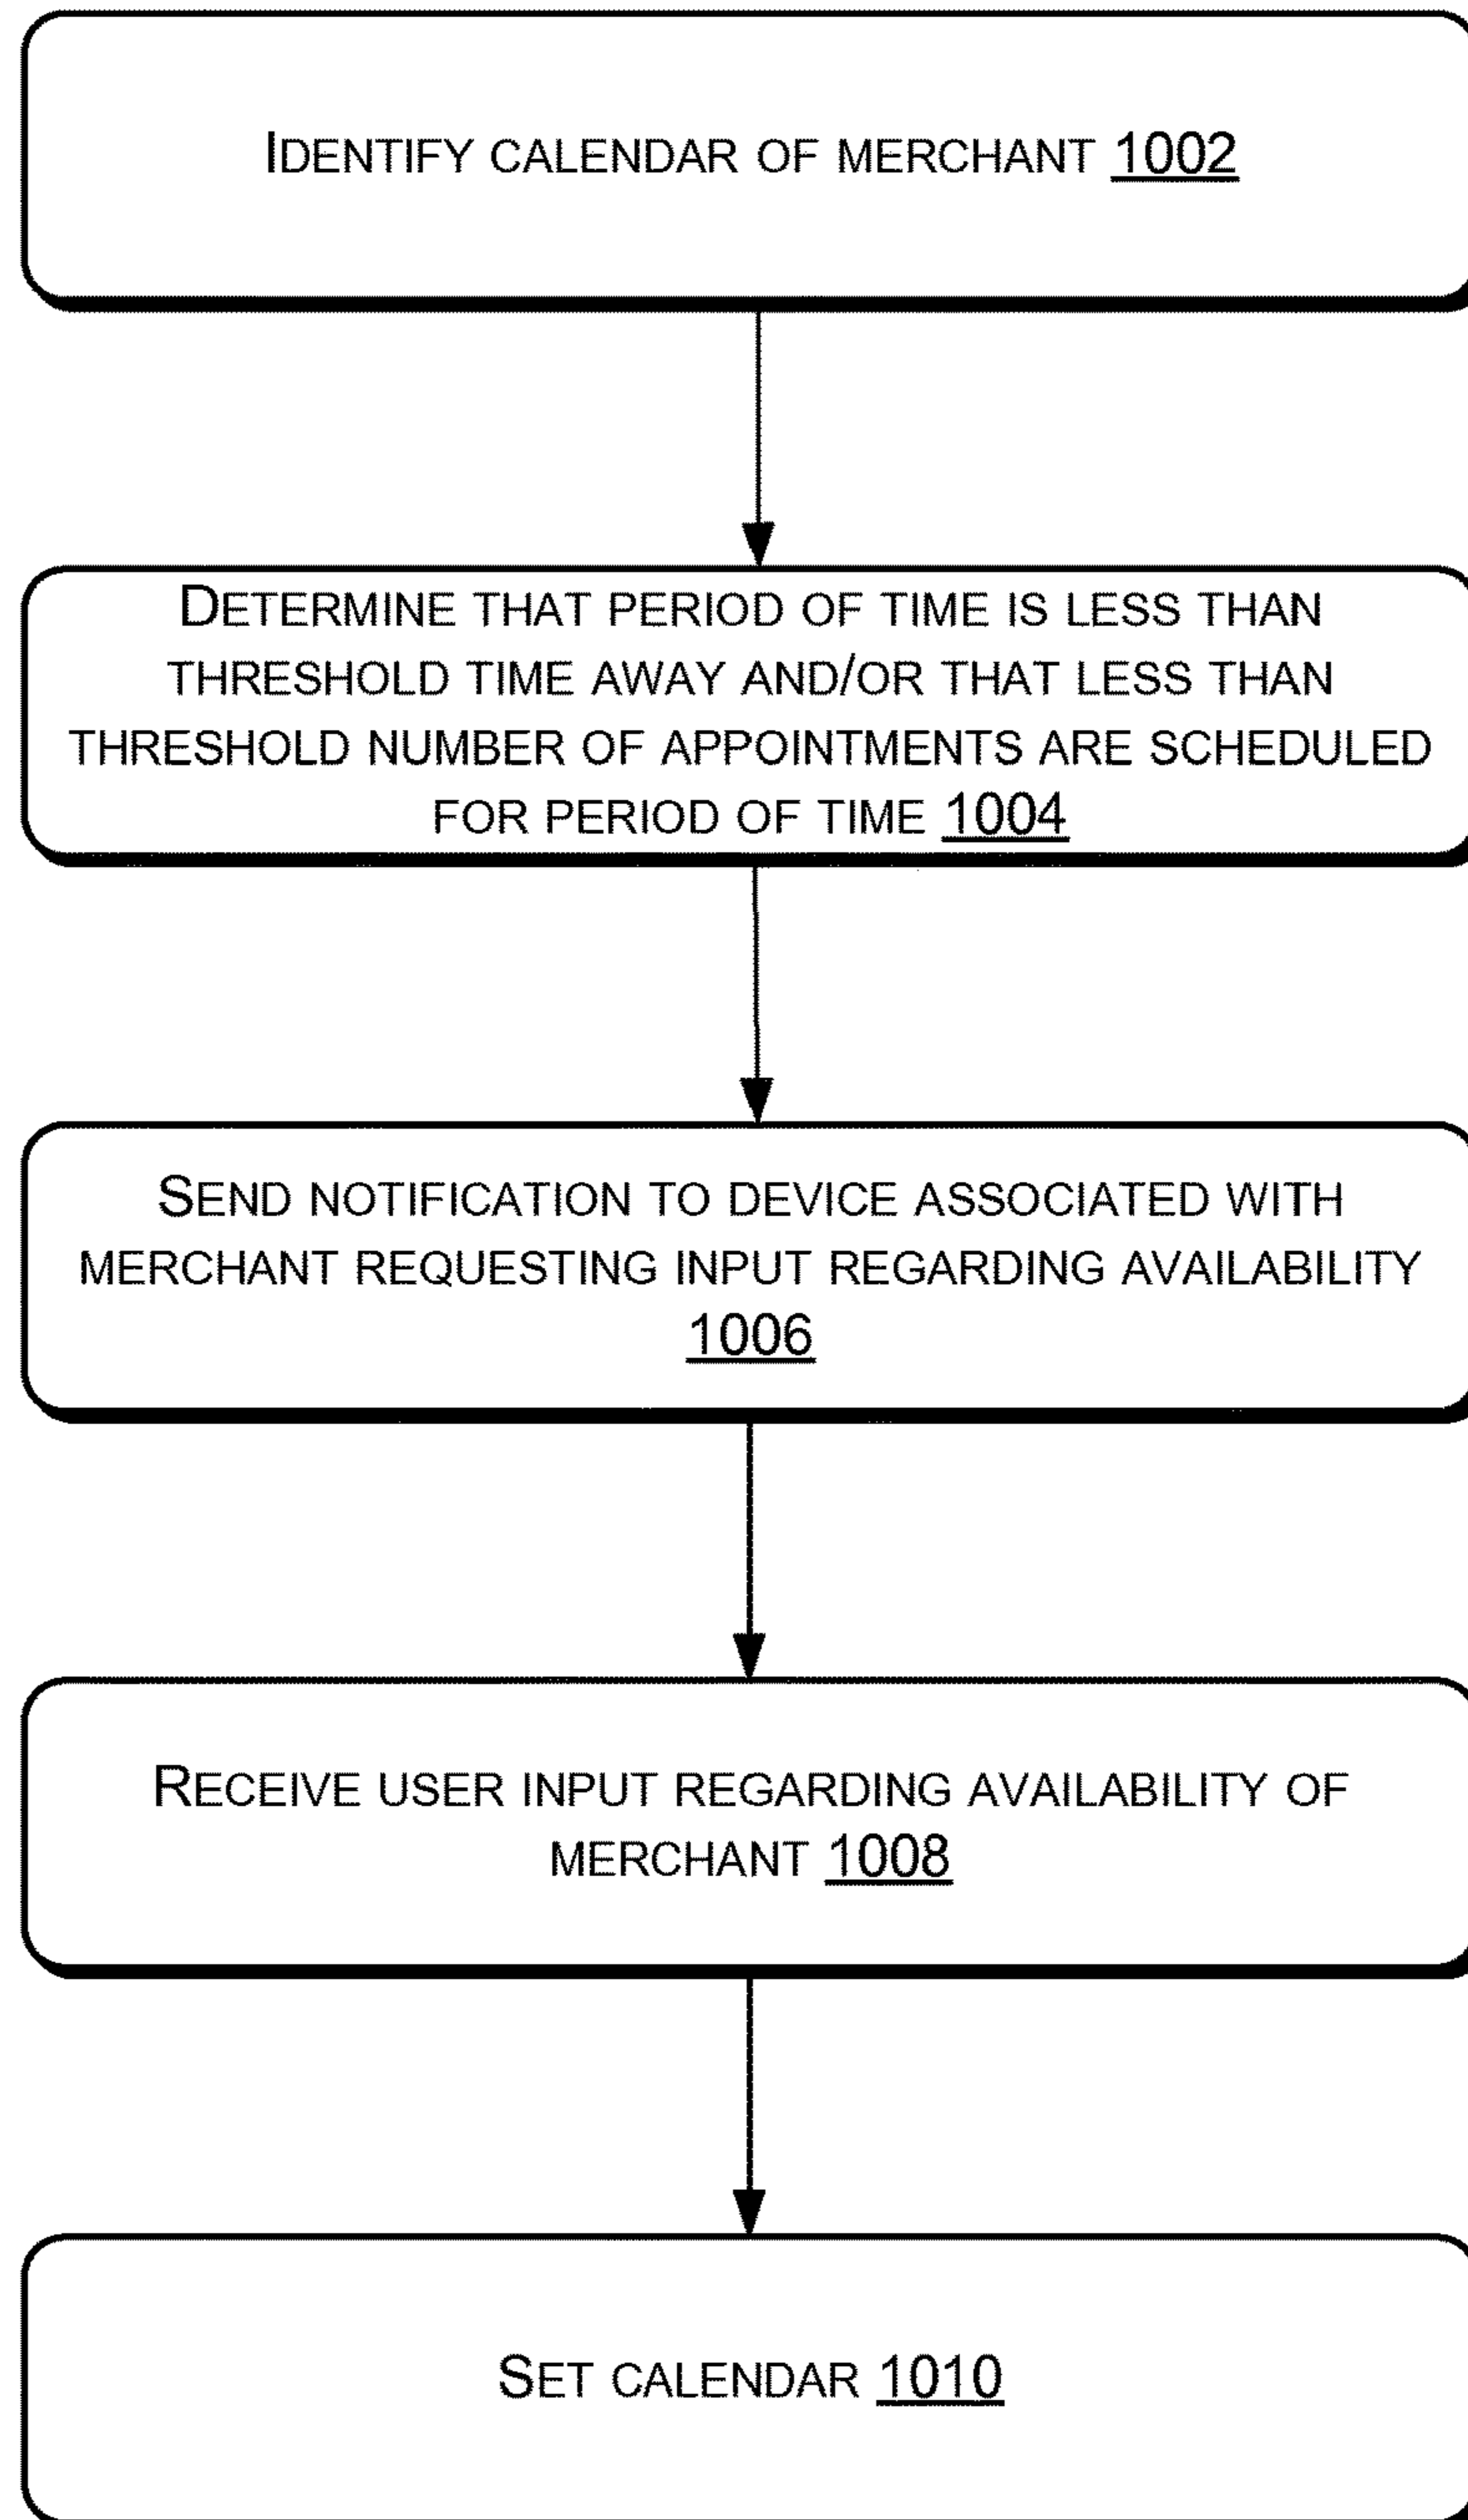 IDENTIFY CALENDAR OF MERCHANT 1002
DETERMINE THAT PERIOD OF TIME IS LESS THAN
THRESHOLD TIME AWAY AND/OR THAT LESS THAN
THRESHOLD NUMBER OF APPOINTMENTS ARE SCHEDULED
FOR PERIOD OF TIME 1004
SEND NOTIFICATION TO DEVICE ASSOCIATED WITH
MERCHANT REQUESTING INPUT REGARDING AVAILABILITY
1006
RECEIVE USER INPUT REGARDING AVAILABILITY OF
MERCHANT 1008
SET CALENDAR 1010